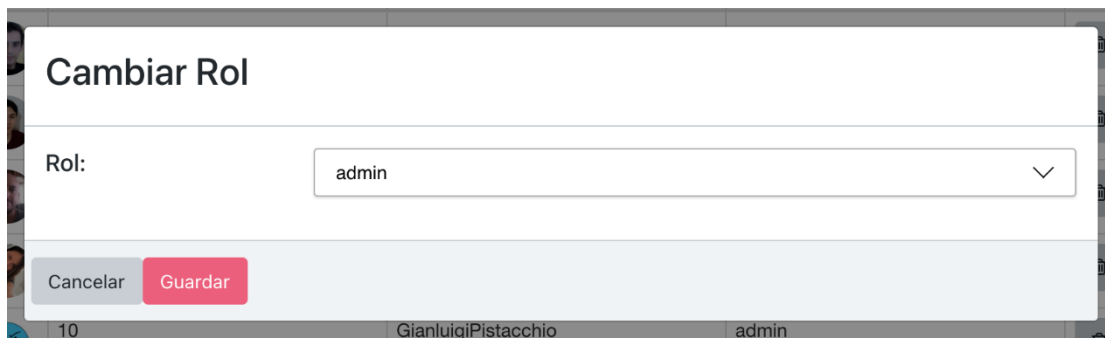 Cambiar Rol
Rol:
admin
Cancelar
Guardar
10 GianluigiPistacchio admin